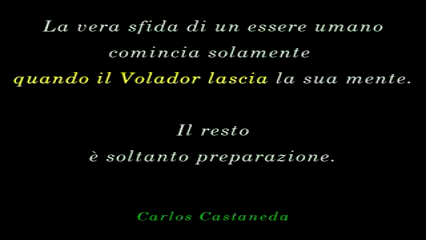 La vera sfida di un essere umano
comincia solamente
quando il Volador lascia la sua mente.
Il resto
è soltanto preparazione.
Carlos Castaneda